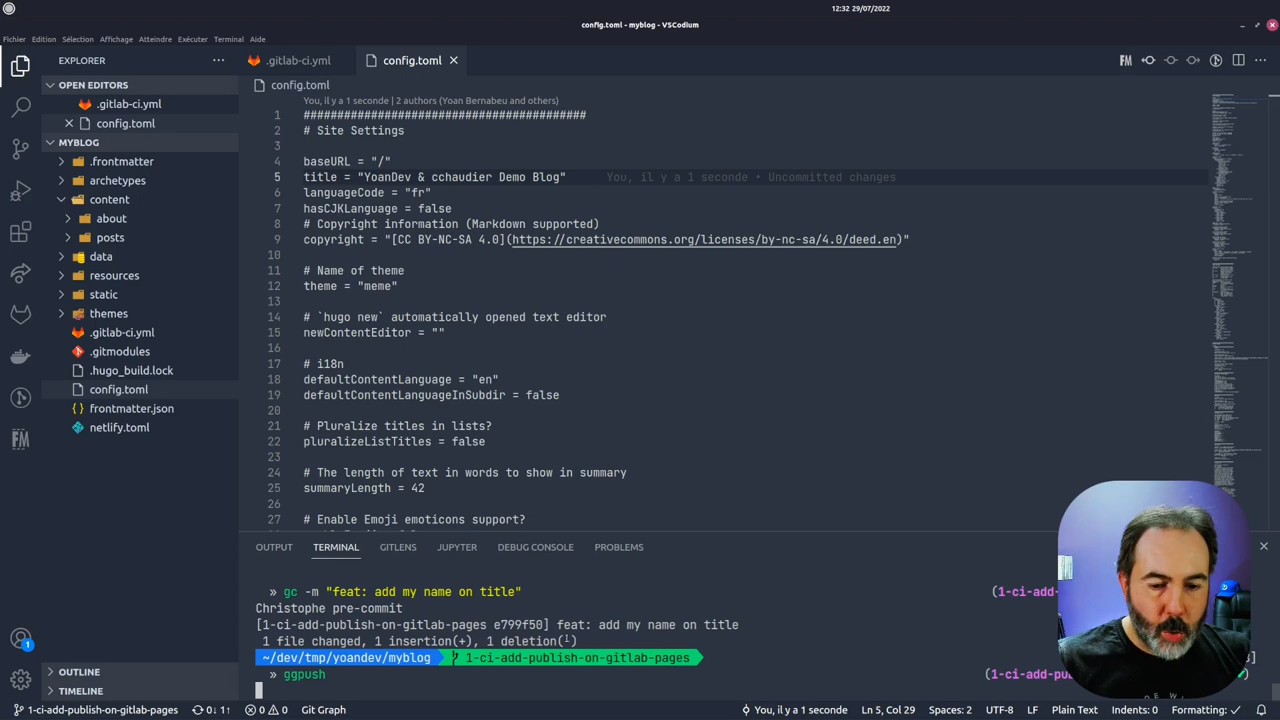 12:32 29/07/2022
config.toml - myblog - VSCodium
Fichier Edition Sélection Affichage Atteindre Exécuter Terminal Aide
EXPLORER
.gitlab-ci.yml
config.toml
OPEN EDITORS
.gitlab-ci.yml
config.toml
MYBLOG
.frontmatter
archetypes
content
about
posts
data
resources
static
themes
.gitlab-ci.yml
.gitmodules
.hugo_build.lock
config.toml
frontmatter.json
netlify.toml
OUTLINE
TIMELINE
config.toml
You, il y a 1 seconde | 2 authors (Yoan Bernabeu and others)
1 ########################################
2 # Site Settings
3
4 baseURL = "/"
5 title = "YoanDev & cchaudier Demo Blog" You, il y a 1 seconde • Uncommitted changes
6 languageCode = "fr"
7 hasCJKLanguage = false
8 # Copyright information (Markdown supported)
9 copyright = "[CC BY-NC-SA 4.0](https://creativecommons.org/licenses/by-nc-sa/4.0/deed.en)"
10
11 # Name of theme
12 theme = "meme"
13
14 # `hugo new` automatically opened text editor
15 newContentEditor = ""
16
17 # i18n
18 defaultContentLanguage = "en"
19 defaultContentLanguageInSubdir = false
20
21 # Pluralize titles in lists?
22 pluralizeListTitles = false
23
24 # The length of text in words to show in summary
25 summaryLength = 42
26
27 # Enable Emoji emoticons support?
OUTPUT TERMINAL GITLENS JUPYTER DEBUG CONSOLE PROBLEMS
» gc -m "feat: add my name on title" (1-ci-add-
Christophe pre-commit
[1-ci-add-publish-on-gitlab-pages e799f50] feat: add my name on title
1 file changed, 1 insertion(+), 1 deletion(-)
~/dev/tmp/yoandev/myblog 1-ci-add-publish-on-gitlab-pages
» ggpush (1-ci-add-
1
1-ci-add-publish-on-gitlab-pages 0↓ 1↑ 0 0 Git Graph You, il y a 1 seconde Ln 5, Col 29 Spaces: 2 UTF-8 LF Plain Text Indents: 0 Formatting: ✓